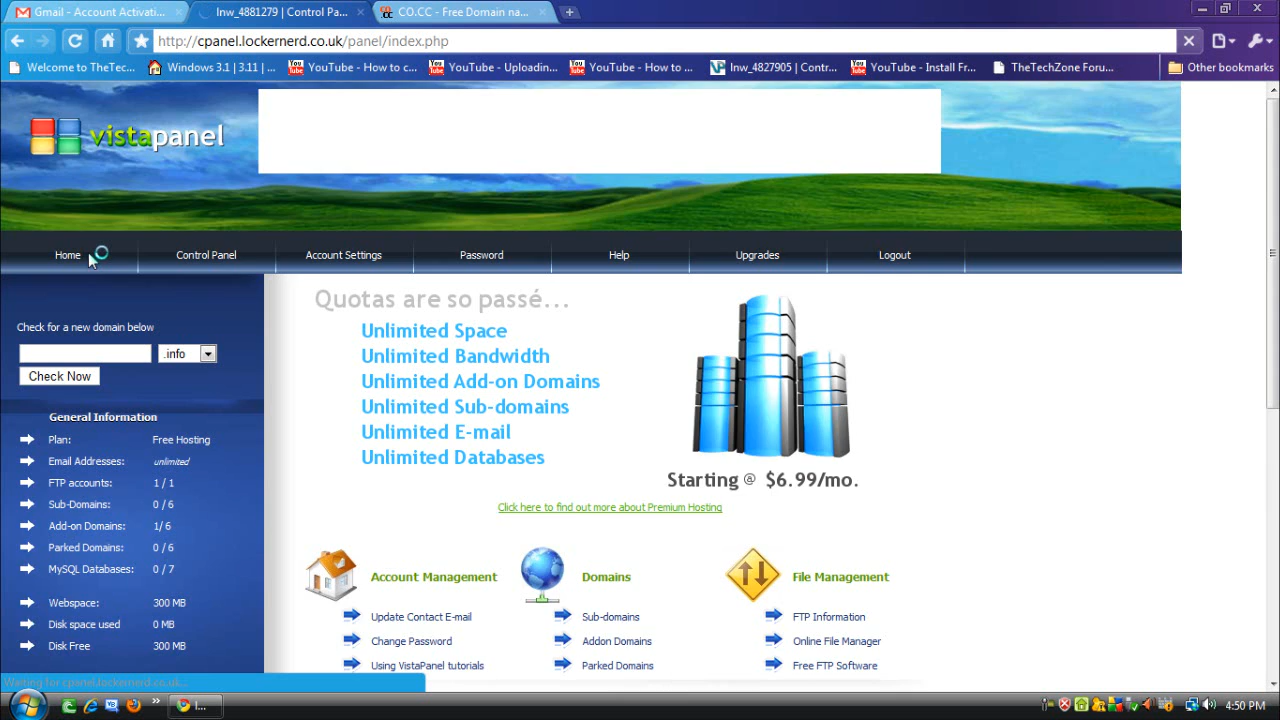 Gmail - Account Activati...
lnw_4881279 | Control Pa...
CO.CC - Free Domain na...
http://cpanel.lockernerd.co.uk/panel/index.php
Welcome to TheTec...
Windows 3.1 | 3.11 | ...
YouTube - How to c...
YouTube - Uploadin...
YouTube - How to ...
lnw_4827905 | Contr...
YouTube - Install Fr...
TheTechZone Foru...
Other bookmarks
vistapanel
Home
Control Panel
Account Settings
Password
Help
Upgrades
Logout
Check for a new domain below
.info
Check Now
General Information
Plan: Free Hosting
Email Addresses: unlimited
FTP accounts: 1 / 1
Sub-Domains: 0 / 6
Add-on Domains: 1/ 6
Parked Domains: 0 / 6
MySQL Databases: 0 / 7
Webspace: 300 MB
Disk space used 0 MB
Disk Free 300 MB
Quotas are so passé...
Unlimited Space
Unlimited Bandwidth
Unlimited Add-on Domains
Unlimited Sub-domains
Unlimited E-mail
Unlimited Databases
Starting @ $6.99/mo.
Click here to find out more about Premium Hosting
Account Management
Update Contact E-mail
Change Password
Using VistaPanel tutorials
Domains
Sub-domains
Addon Domains
Parked Domains
File Management
FTP Information
Online File Manager
Free FTP Software
Waiting for cpanel.lockernerd.co.uk...
l...
4:50 PM